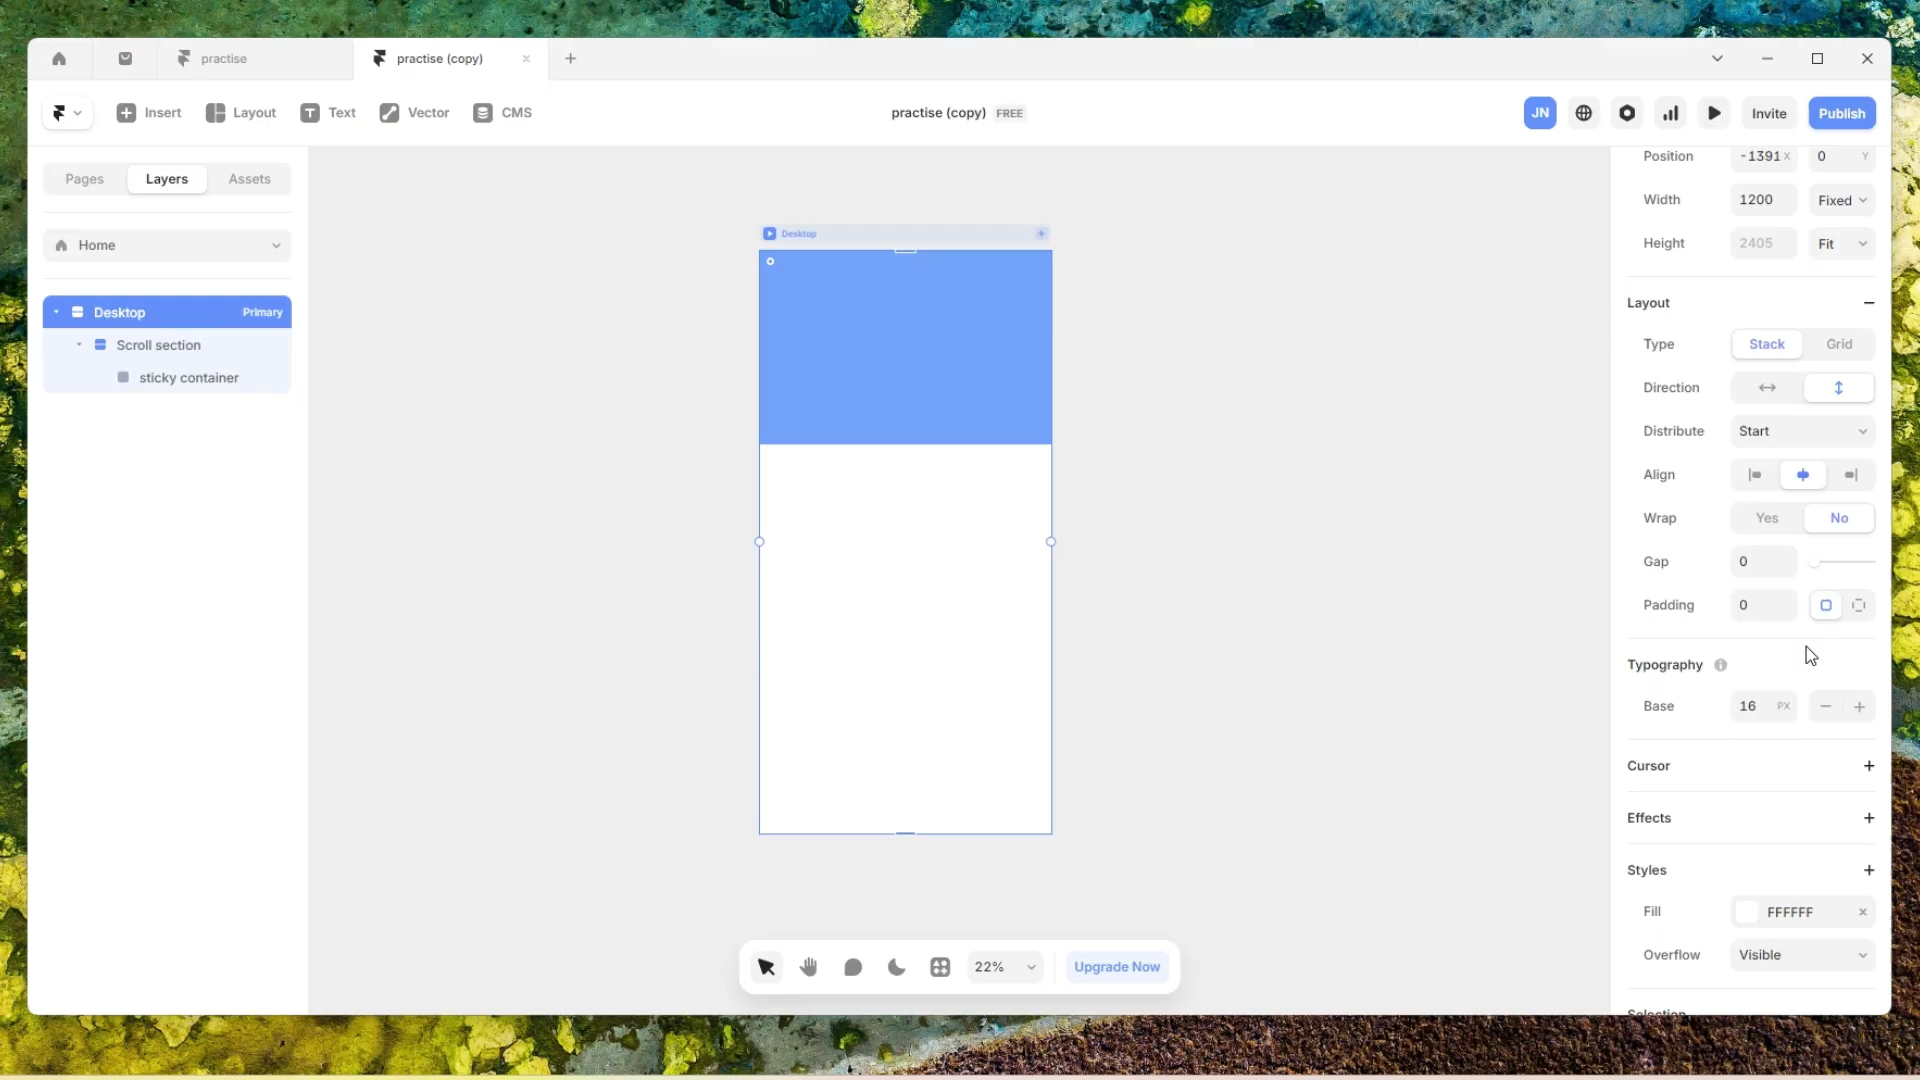 practise
practise (copy)
Insert
Layout
Text
Vector
CMS
practise (copy) FREE
JN
Invite
Publish
Pages
Layers
Assets
Home
Desktop Primary
Scroll section
sticky container
Desktop
22%
Upgrade Now
Position -1391 X 0 Y
Width 1200 Fixed
Height 2405 Fit
Layout
Type Stack Grid
Direction
Distribute Start
Align
Wrap Yes No
Gap 0
Padding 0
Typography
Base 16 PX
Cursor
Effects
Styles
Fill FFFFFF
Overflow Visible
Selection